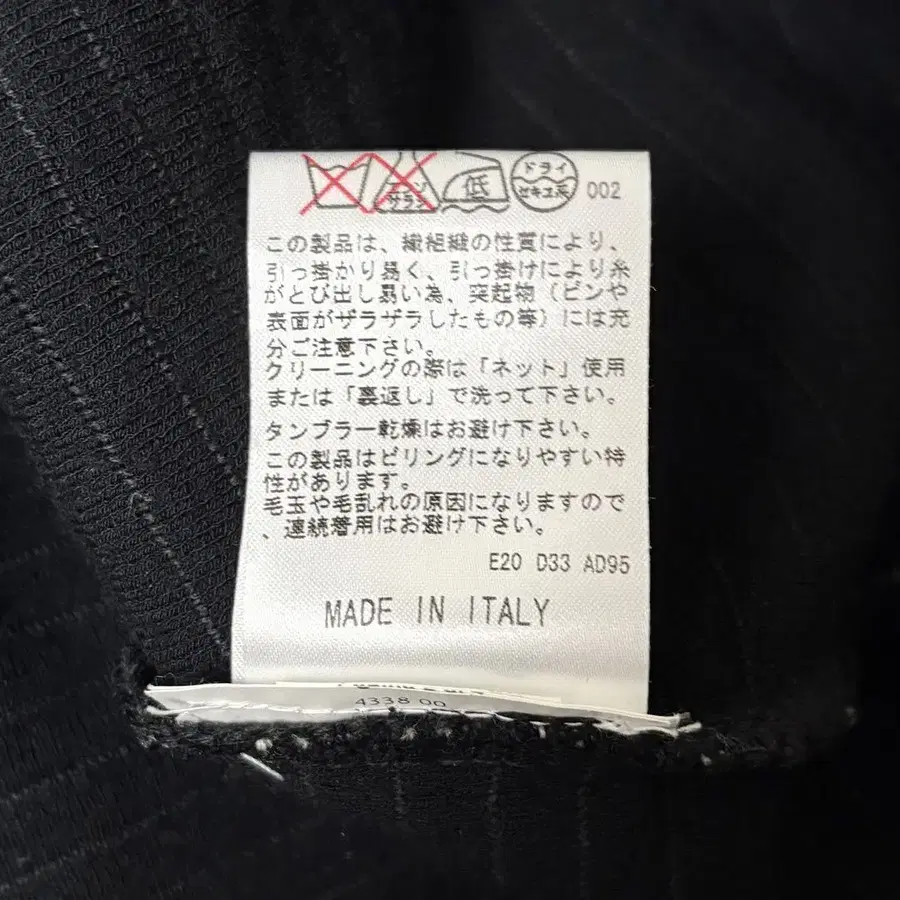 エンソ
サラシ
低
ドライ
セキユ系
002
この製品は、繊組織の性質により、
引っ掛かり易く、引っ掛けにより糸
がとび出し易い為、突起物（ピンや
表面がザラザラしたもの等）には充
分ご注意下さい。
クリーニングの際は「ネット」使用
または「裏返し」で洗って下さい。
タンブラー乾燥はお避け下さい。
この製品はピリングになりやすい特
性があります。
毛玉や毛乱れの原因になりますので
、連続着用はお避け下さい。
E20 D33 AD95
MADE IN ITALY
4338 00